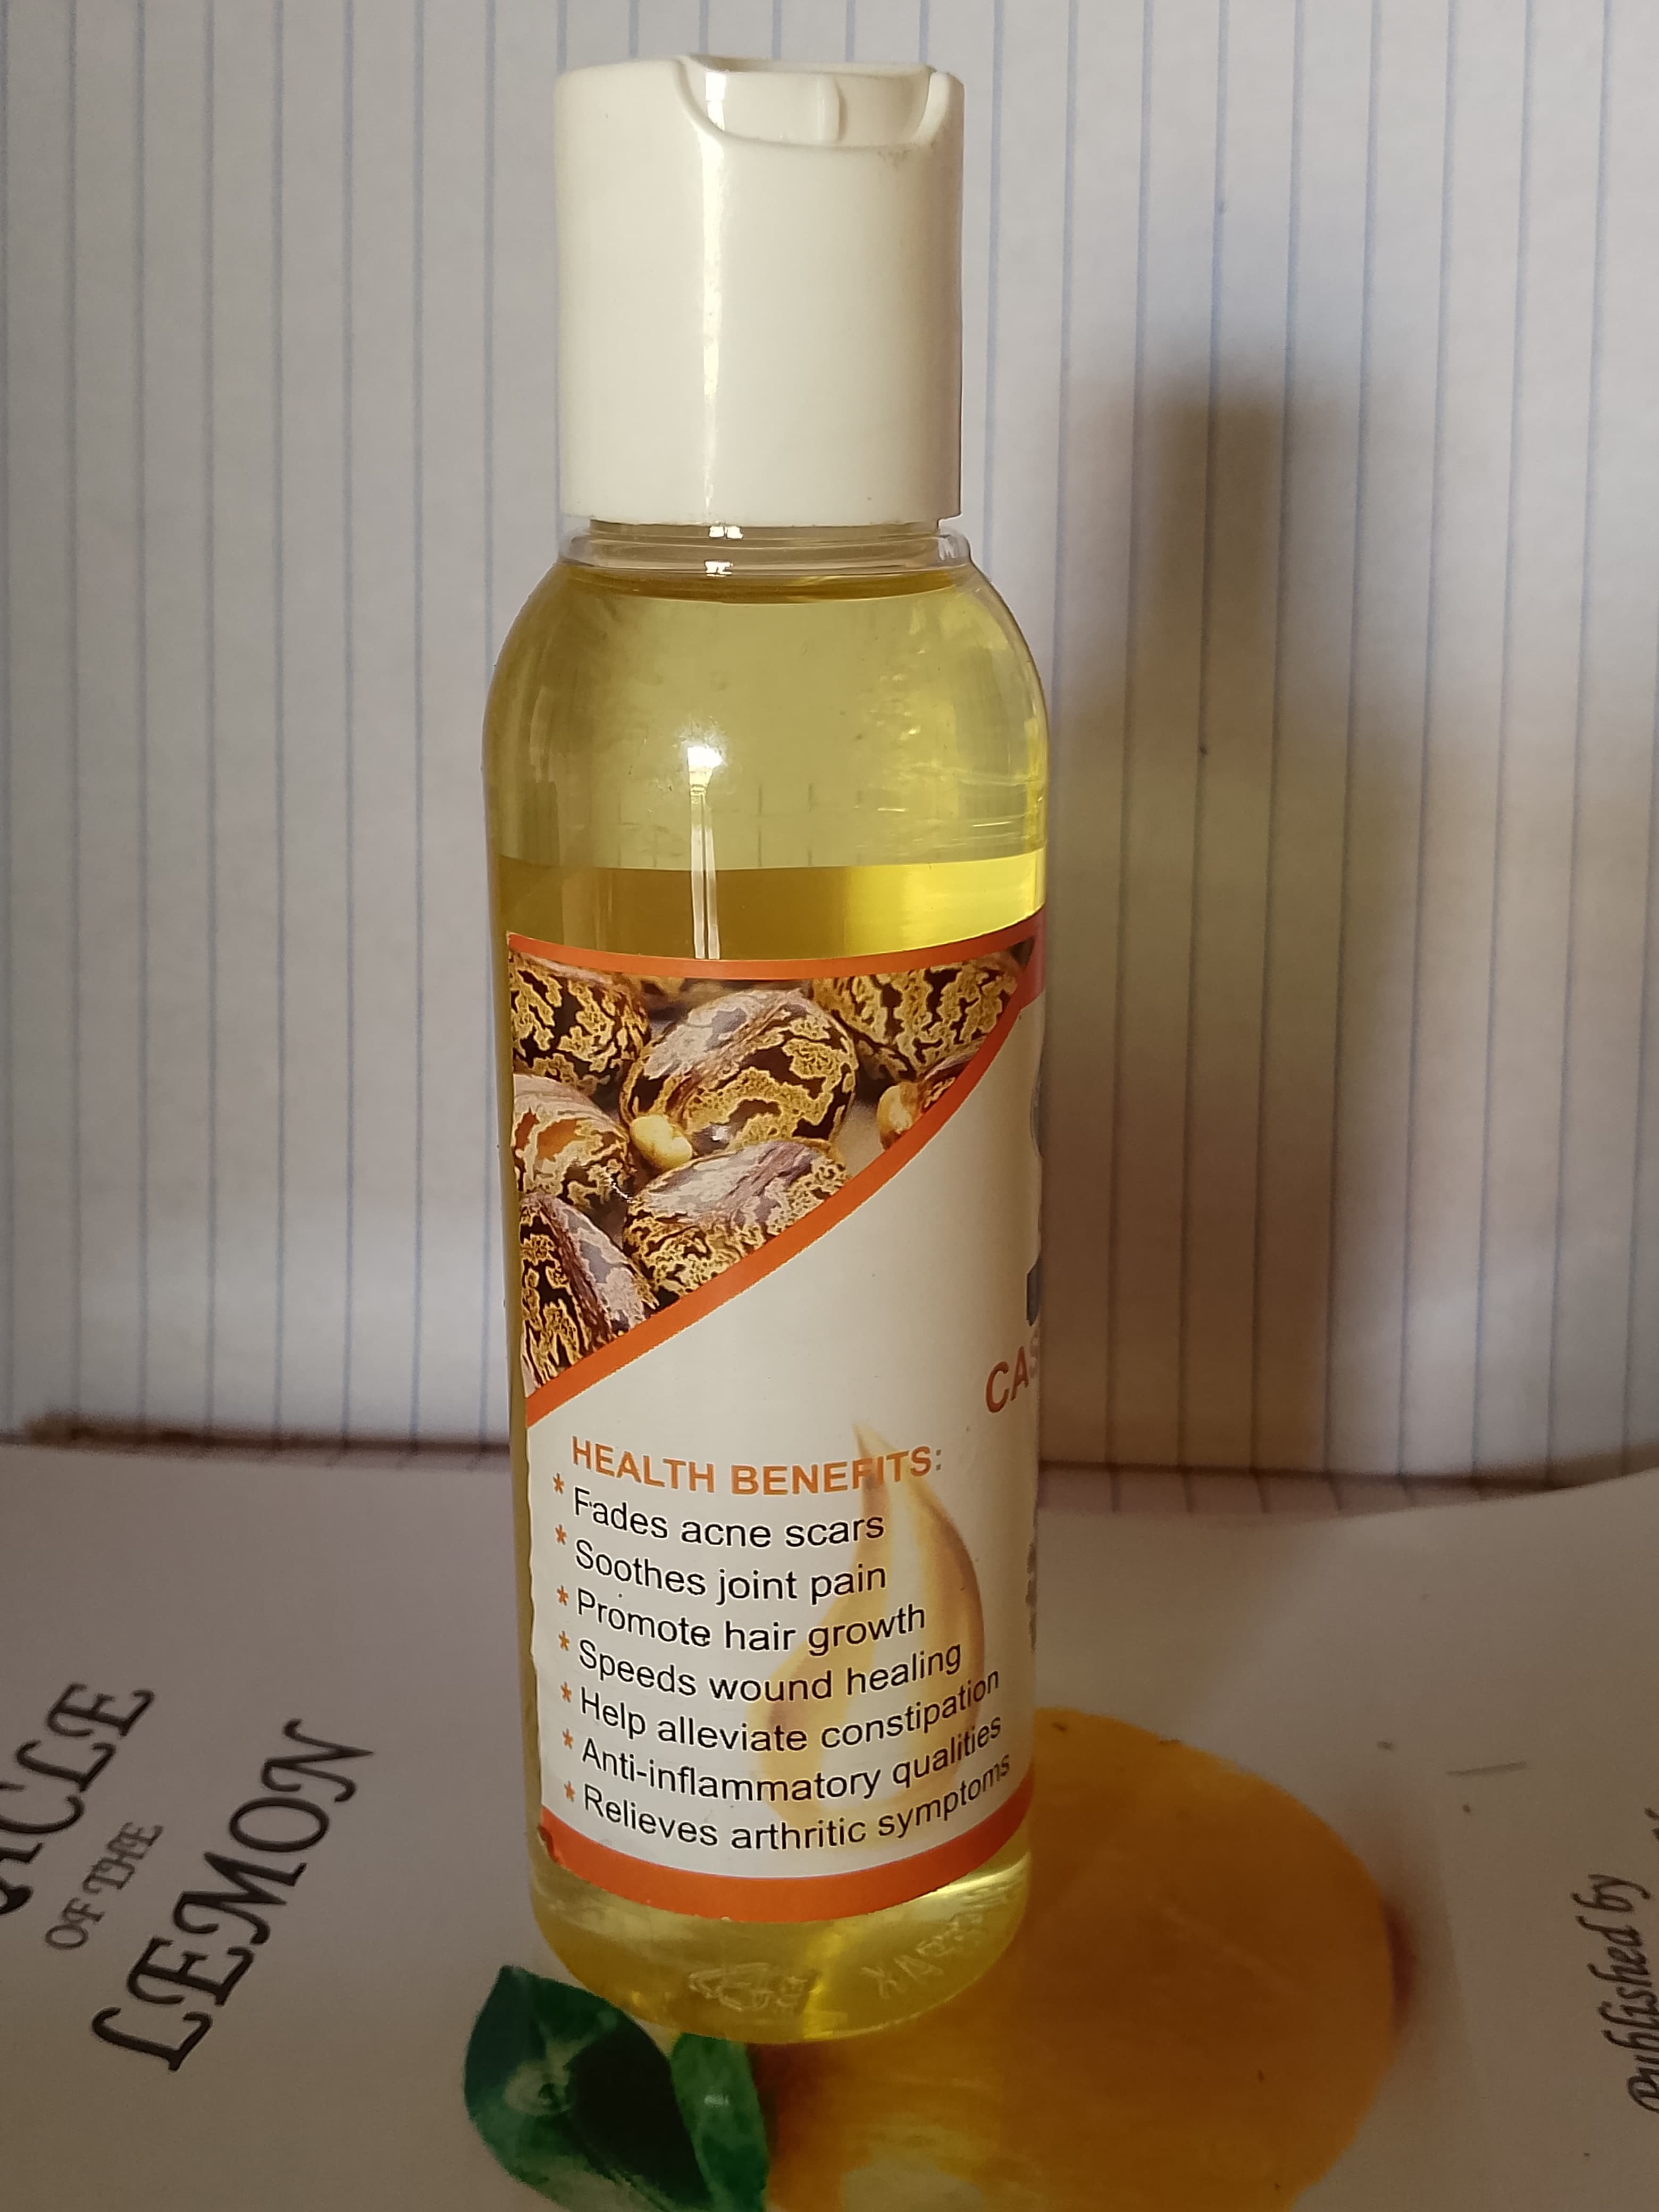 CAS
HEALTH BENEFITS:
* Fades acne scars
* Soothes joint pain
* Promote hair growth
* Speeds wound healing
* Help alleviate constipation
* Anti-inflammatory qualities
* Relieves arthritic symptoms
OF THE
LEMON
Published by